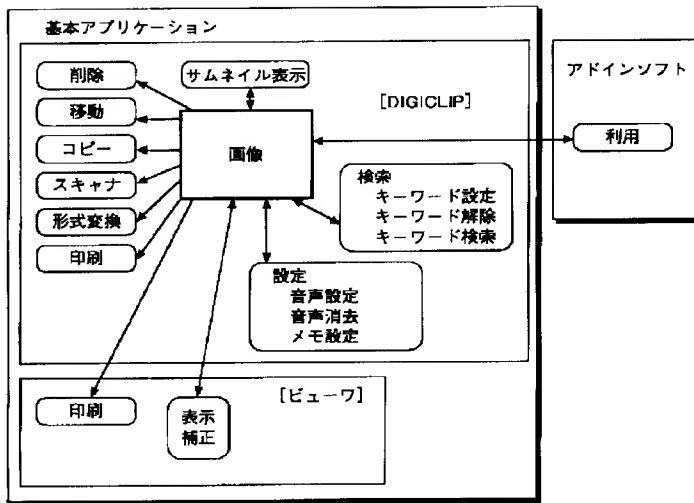 基本アプリケーション
削除
サムネイル表示
[DIGICLIP]
アドインソフト
移動
コピー
画像
利用
スキャナ
検索
キーワード設定
キーワード解除
キーワード検索
形式変換
印刷
設定
音声設定
音声消去
メモ設定
[ビューワ]
印刷
表示
補正